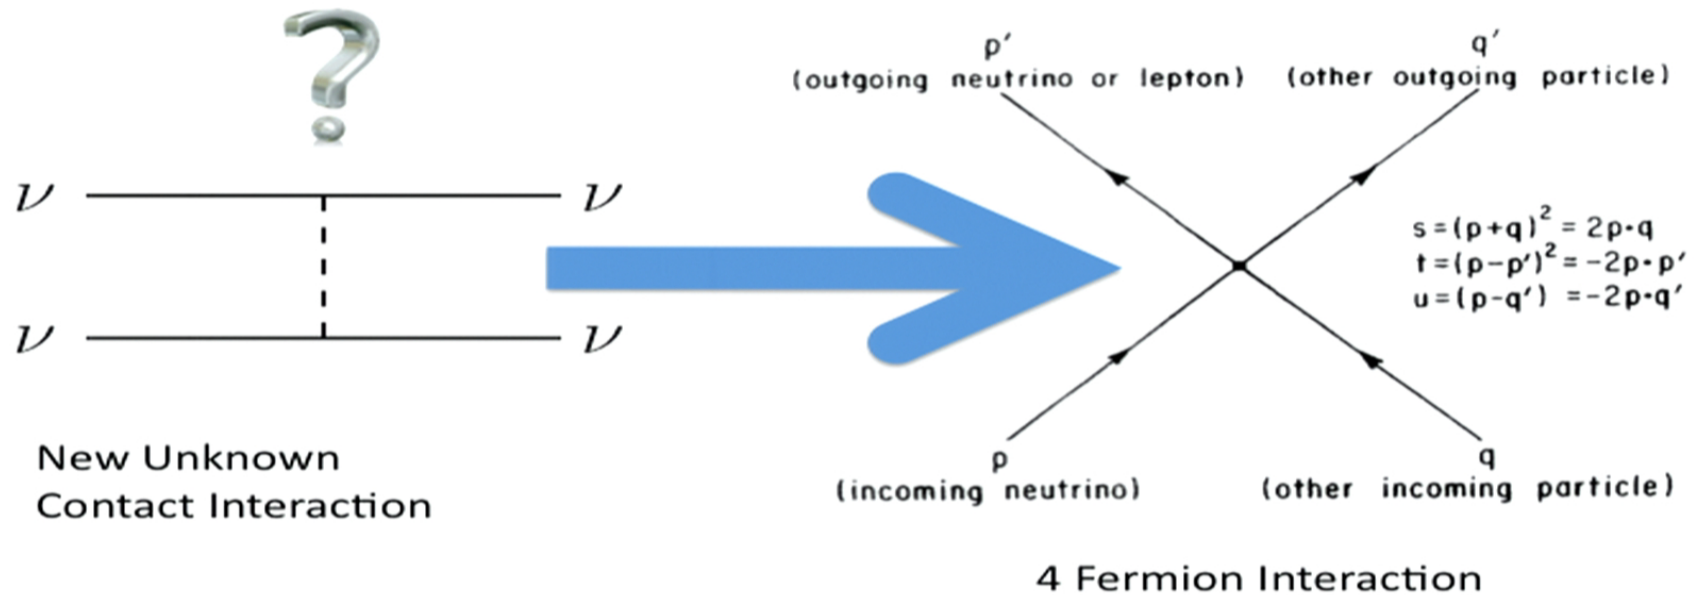 ?
ν ν
ν ν
New Unknown
Contact Interaction
p′ q′
(outgoing neutrino or lepton) (other outgoing particle)
s = (p+q)² = 2p·q
t = (p−p′)² = −2p·p′
u = (p−q′) = −2p·q′
p q
(incoming neutrino) (other incoming particle)
4 Fermion Interaction